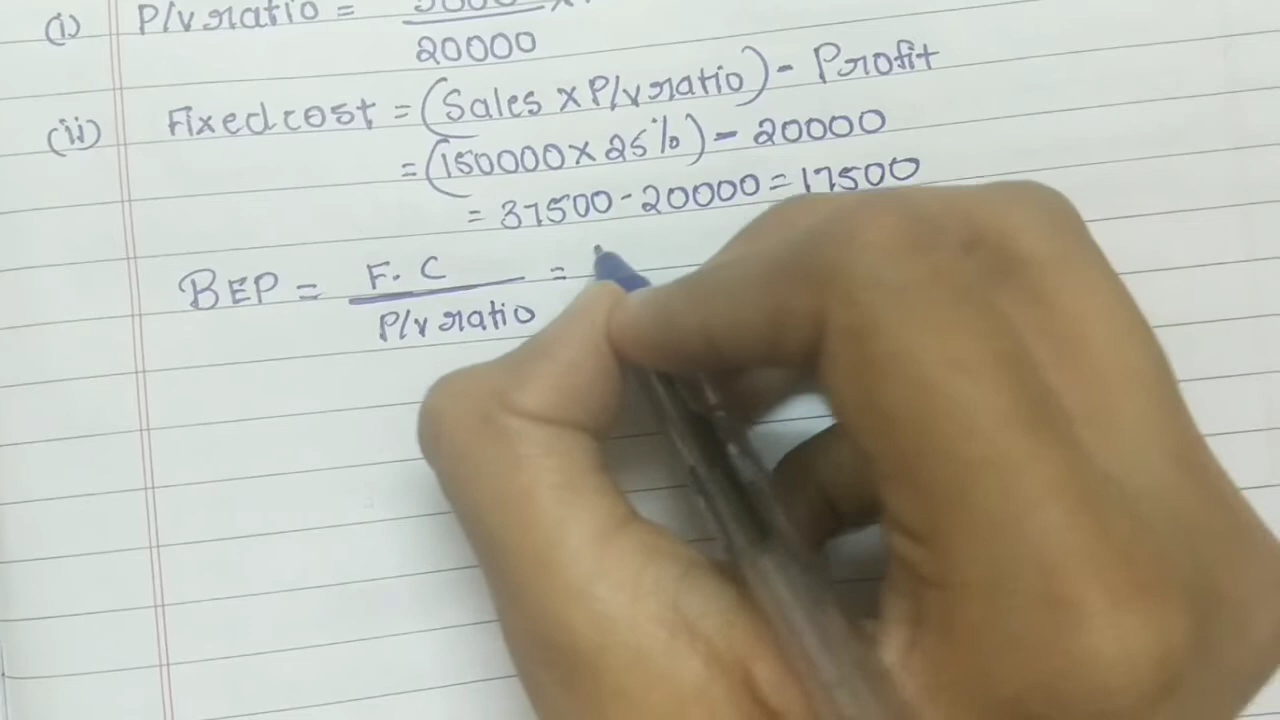 (i) P/v ratio =
20000
(ii) Fixed cost = (Sales x P/v ratio) - Profit
= (150000 x 25%) - 20000
= 37500 - 20000 = 17500
BEP = F. C =
P/v ratio